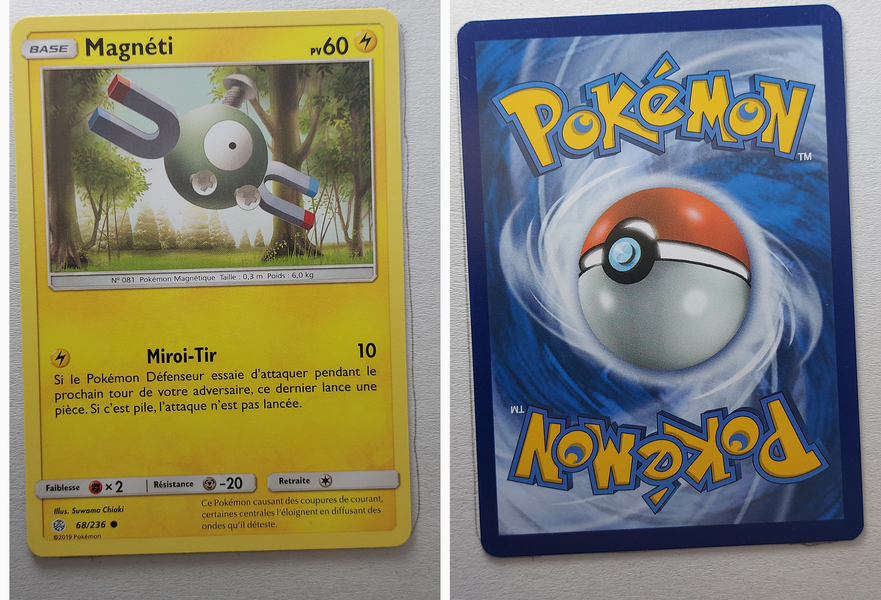 BASE Magnéti PV60
N° 081 Pokémon Magnétique Taille : 0,3 m Poids : 6,0 kg
Miroi-Tir 10
Si le Pokémon Défenseur essaie d'attaquer pendant le
prochain tour de votre adversaire, ce dernier lance une
pièce. Si c'est pile, l'attaque n'est pas lancée.
Faiblesse ×2 Résistance -20 Retraite
Illus. Suwama Chiaki
68/236
©2019 Pokémon
Ce Pokémon causant des coupures de courant,
certaines centrales l'éloignent en diffusant des
ondes qu'il déteste.
POKéMON
TM
TM
POKéMON